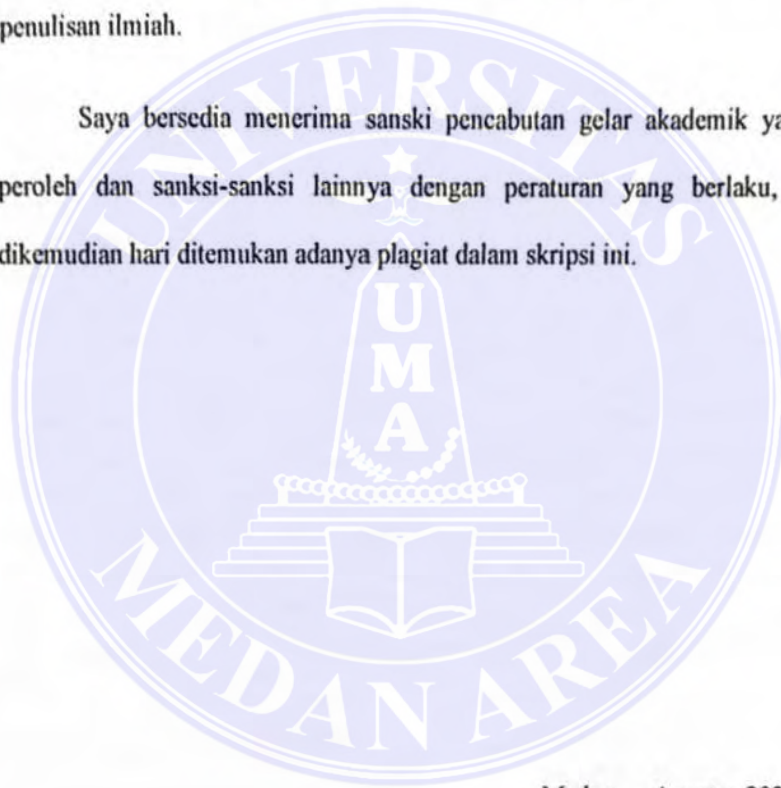 penulisan ilmiah.
Saya bersedia menerima sanski pencabutan gelar akademik
peroleh dan sanksi-sanksi lainnya dengan peraturan yang berlaku,
dikemudian hari ditemukan adanya plagiat dalam skripsi ini.
UNIVERSITAS
UMA
MEDAN AREA